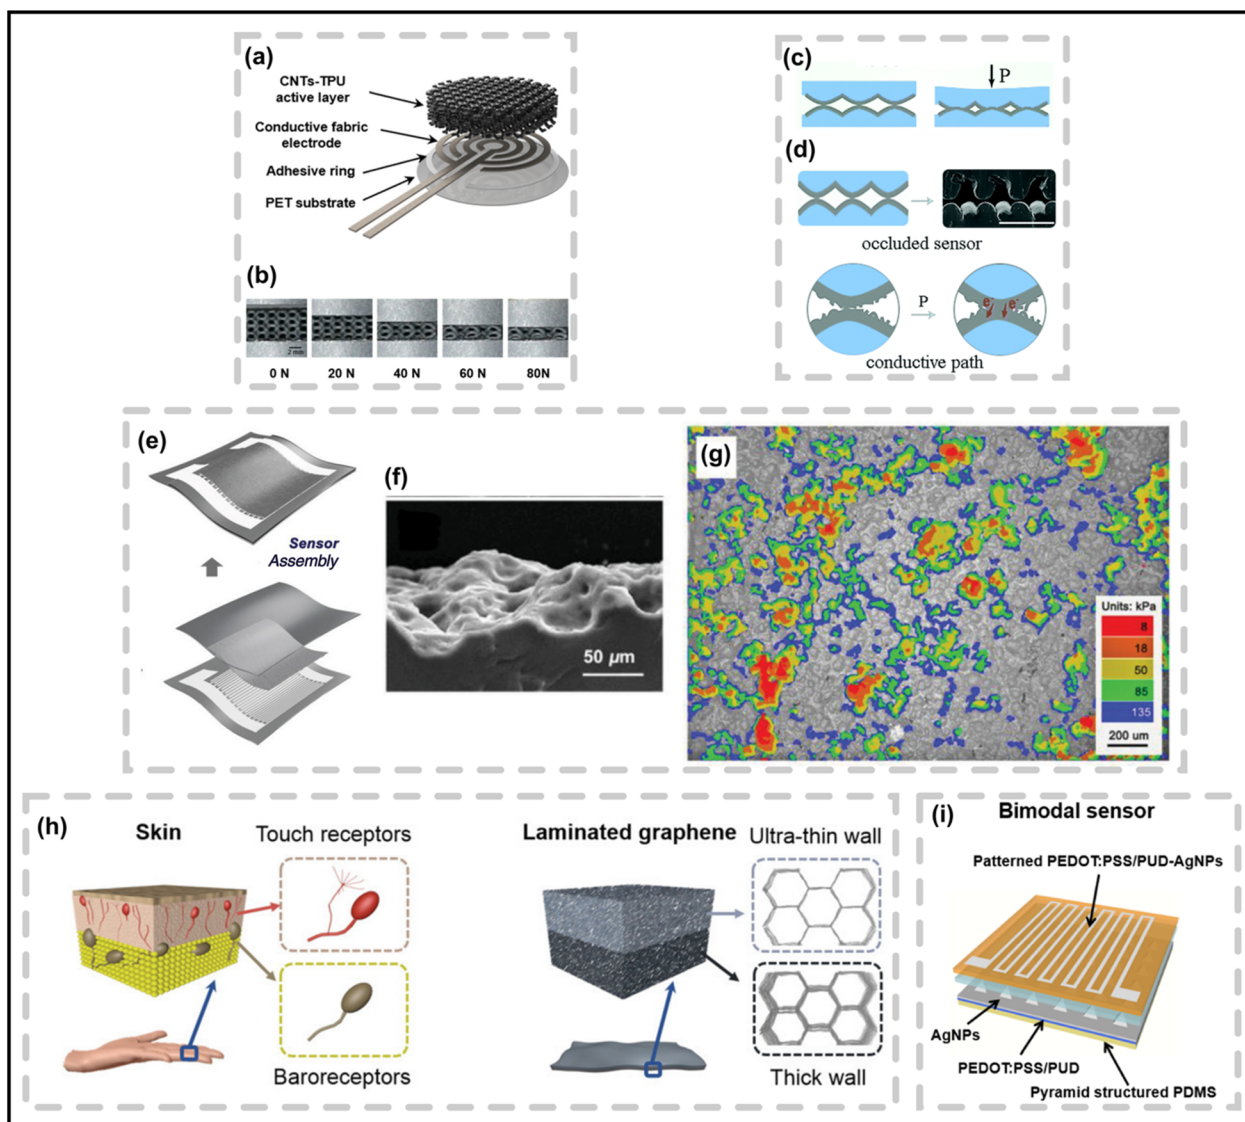 (a)
CNTs-TPU
active layer
Conductive fabric
electrode
Adhesive ring
PET substrate
(b)
2 mm
0 N
20 N
40 N
60 N
80N
(c)
P
(d)
occluded sensor
P
e⁻
e⁻
conductive path
(e)
Sensor
Assembly
(f)
50 µm
(g)
Units: kPa
8
18
50
85
135
200 um
(h)
Skin
Touch receptors
Baroreceptors
Laminated graphene
Ultra-thin wall
Thick wall
(i)
Bimodal sensor
Patterned PEDOT:PSS/PUD-AgNPs
AgNPs
PEDOT:PSS/PUD
Pyramid structured PDMS